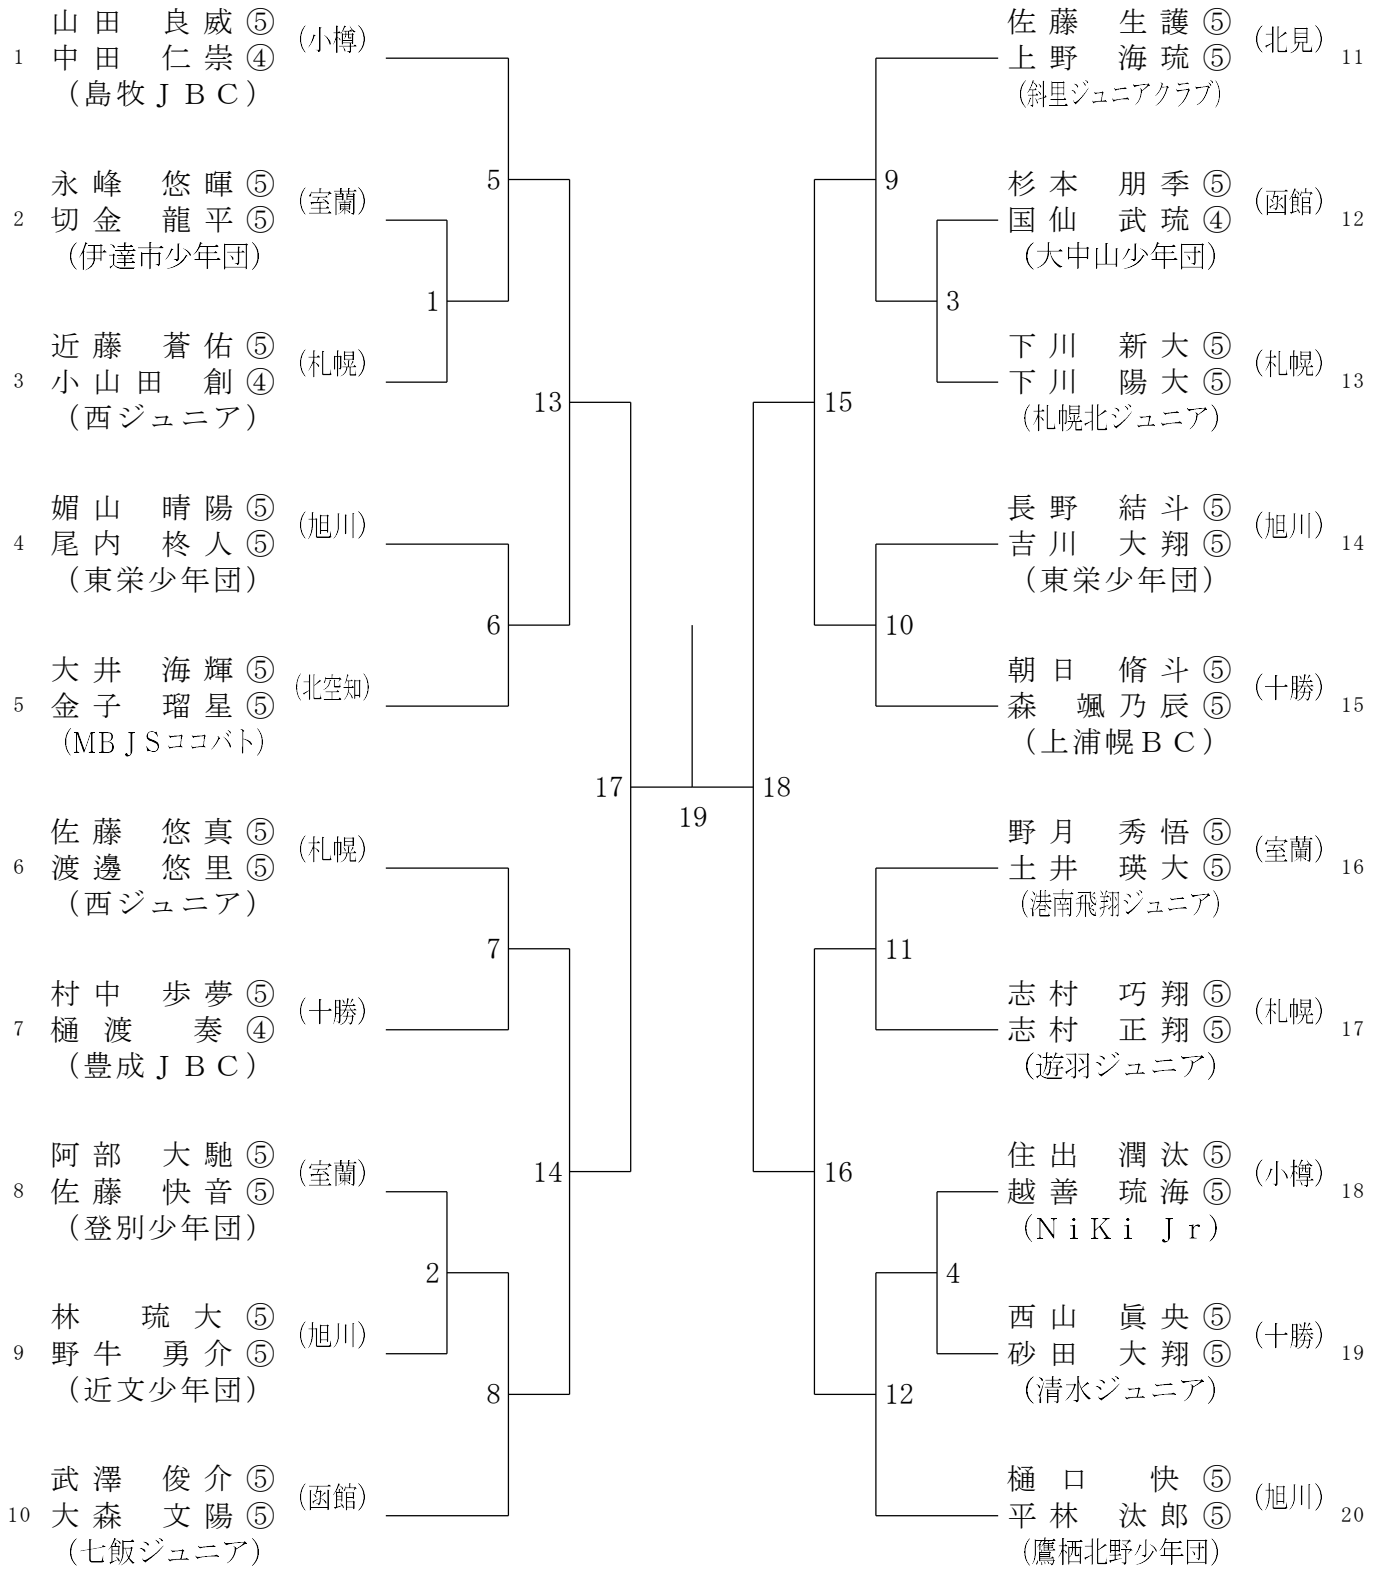 山田 良威 ⑤
1 中田 仁崇 ④ (小樽)
(島牧ＪＢＣ)
永峰 悠暉 ⑤
2 切金 龍平 ⑤ (室蘭)
(伊達市少年団)
近藤 蒼佑 ⑤
3 小山田 創 ④ (札幌)
(西ジュニア)
媚山 晴陽 ⑤
4 尾内 柊人 ⑤ (旭川)
(東栄少年団)
大井 海輝 ⑤
5 金子 瑠星 ⑤ (北空知)
(MBＪＳココバト)
佐藤 悠真 ⑤
6 渡邊 悠里 ⑤ (札幌)
(西ジュニア)
村中 歩夢 ⑤
7 樋渡 奏 ④ (十勝)
(豊成ＪＢＣ)
阿部 大馳 ⑤
8 佐藤 快音 ⑤ (室蘭)
(登別少年団)
林 琉大 ⑤
9 野牛 勇介 ⑤ (旭川)
(近文少年団)
武澤 俊介 ⑤
10 大森 文陽 ⑤ (函館)
(七飯ジュニア)
5
1
13
6
17
7
14
2
8
19
9
3
15
10
18
11
16
4
12
佐藤 生護 ⑤
上野 海琉 ⑤ (北見) 11
(斜里ジュニアクラブ)
杉本 朋季 ⑤
国仙 武琉 ④ (函館) 12
(大中山少年団)
下川 新大 ⑤
下川 陽大 ⑤ (札幌) 13
(札幌北ジュニア)
長野 結斗 ⑤
吉川 大翔 ⑤ (旭川) 14
(東栄少年団)
朝日 脩斗 ⑤
森 颯乃辰 ⑤ (十勝) 15
(上浦幌ＢＣ)
野月 秀悟 ⑤
土井 瑛大 ⑤ (室蘭) 16
(港南飛翔ジュニア)
志村 巧翔 ⑤
志村 正翔 ⑤ (札幌) 17
(遊羽ジュニア)
住出 潤汰 ⑤
越善 琉海 ⑤ (小樽) 18
(ＮｉＫｉ Ｊｒ)
西山 眞央 ⑤
砂田 大翔 ⑤ (十勝) 19
(清水ジュニア)
樋口 快 ⑤
平林 汰郎 ⑤ (旭川) 20
(鷹栖北野少年団)